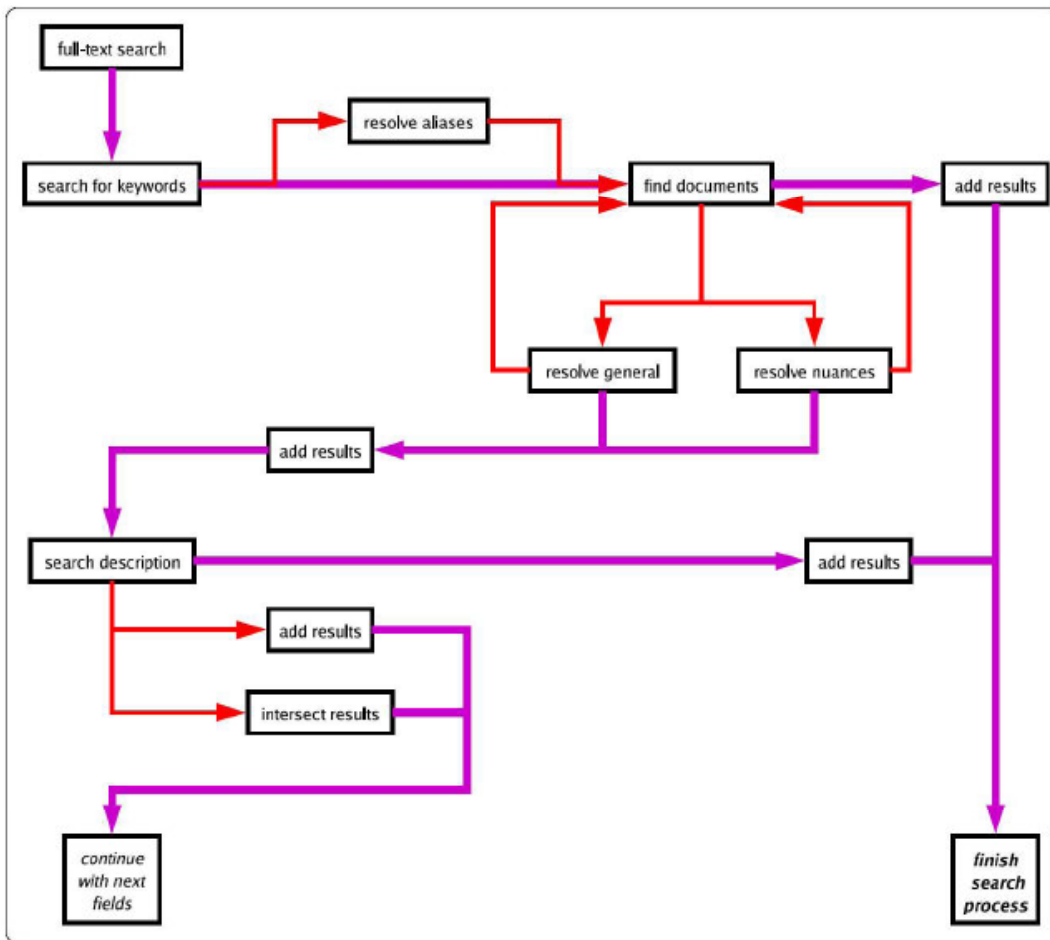 full-text search
resolve aliases
search for keywords
find documents
add results
resolve general
resolve nuances
add results
search description
add results
add results
intersect results
continue
with next
fields
finish
search
process